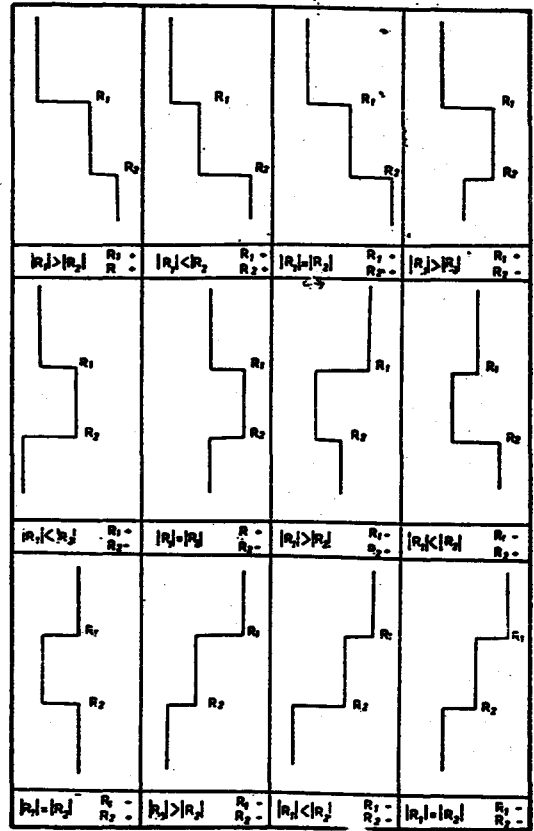 R1 R1 R1 R1
R2 R2 R2 R2
|R1|>|R2| R1 + |R1|<|R2 R1 + |R1|=|R2| R1 + |R1|>|R2| R1 +
R + R2 + R2 + R2 -
R1 R1 R1 R1
R2 R2 R2 R2
|R1|<|R2| R1 + |R1|=|R2| R + |R1|>|R2| R1 - |R1|<|R2| R1 -
R2 - R2 - R2 + R2 +
R1 R1 R1 R1
R2 R2 R2 R2
|R1|=|R2| R1 - |R1|>|R2| R1 - |R1|<|R2| R1 - |R1|=|R2| R1 -
R2 + R2 - R2 - R2 -